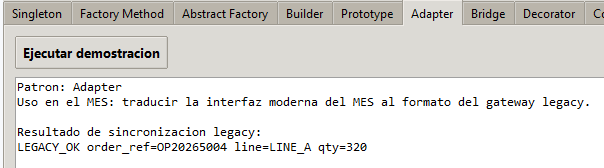 Singleton Factory Method Abstract Factory Builder Prototype Adapter Bridge Decorator
Ejecutar demostracion
Patron: Adapter
Uso en el MES: traducir la interfaz moderna del MES al formato del gateway legacy.
Resultado de sincronizacion legacy:
LEGACY_OK order_ref=OP20265004 line=LINE_A qty=320